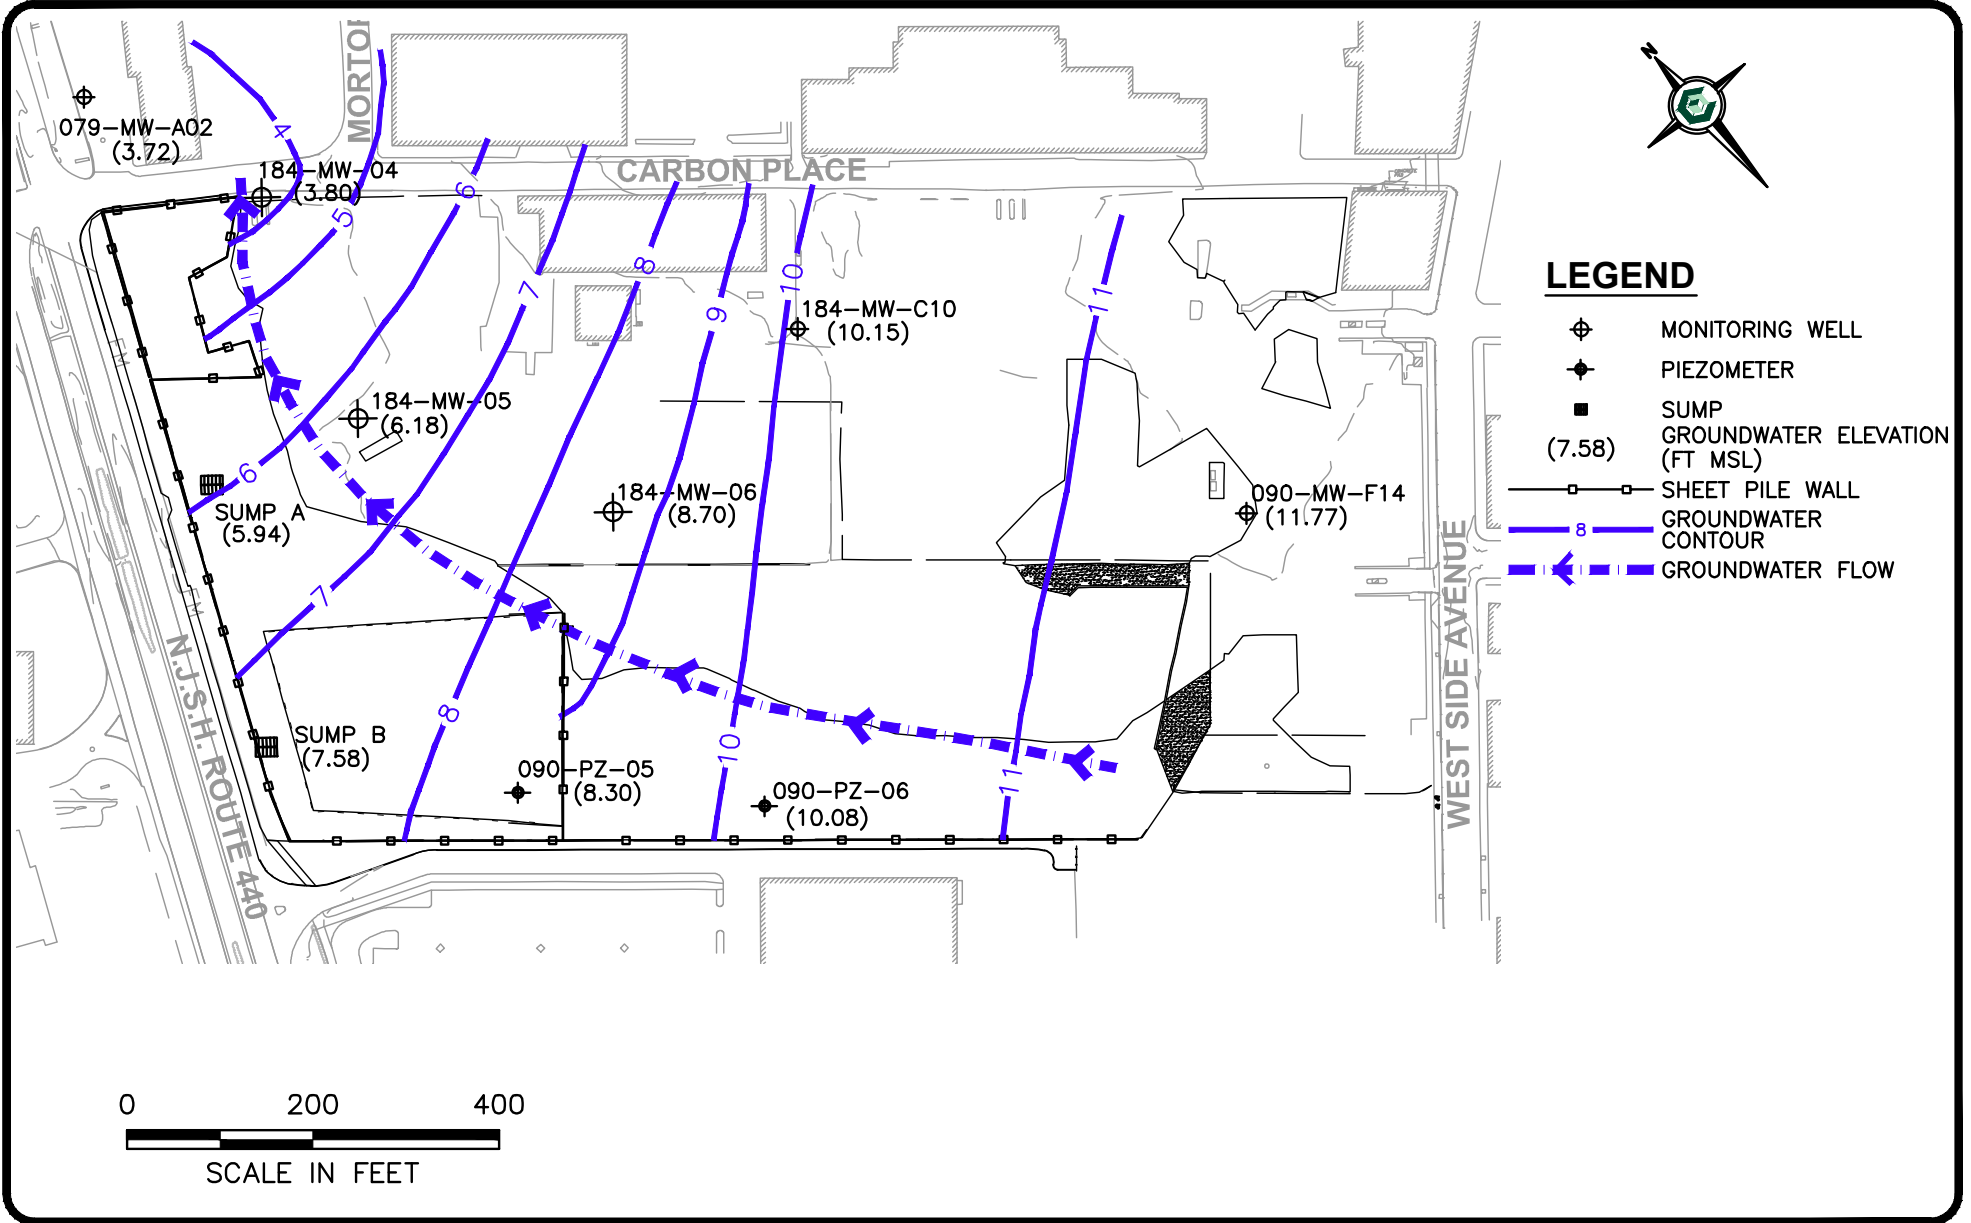 MORTO
N
079-MW-A02
(3.72)
4
184-MW-04
(3.80)
CARBON PLACE
5
6
7
8
9
10
11
184-MW-C10
(10.15)
184-MW-05
(6.18)
6
SUMP A
(5.94)
184-MW-06
(8.70)
090-MW-F14
(11.77)
FM
FM
7
8
10
11
SUMP B
(7.58)
090-PZ-05
(8.30)
090-PZ-06
(10.08)
N.J.S.H. ROUTE 440
WEST SIDE AVENUE
LEGEND
MONITORING WELL
PIEZOMETER
SUMP
(7.58) GROUNDWATER ELEVATION
(FT MSL)
SHEET PILE WALL
8 GROUNDWATER
CONTOUR
GROUNDWATER FLOW
0 200 400
SCALE IN FEET